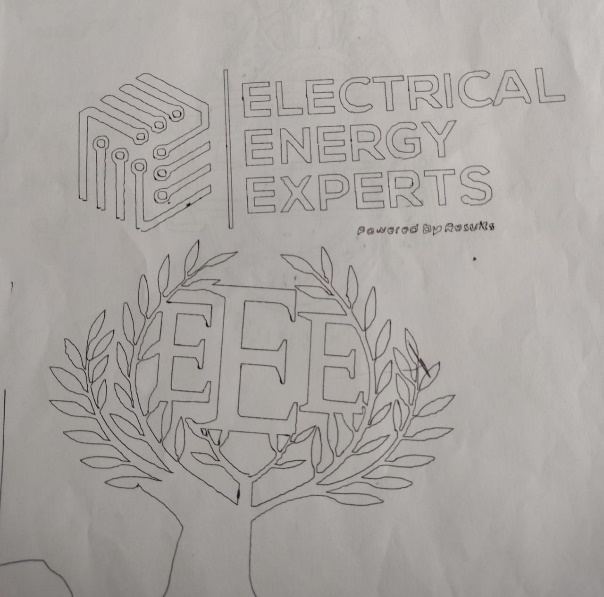 ELECTRICAL
ENERGY
EXPERTS
Powered By Results
EEE